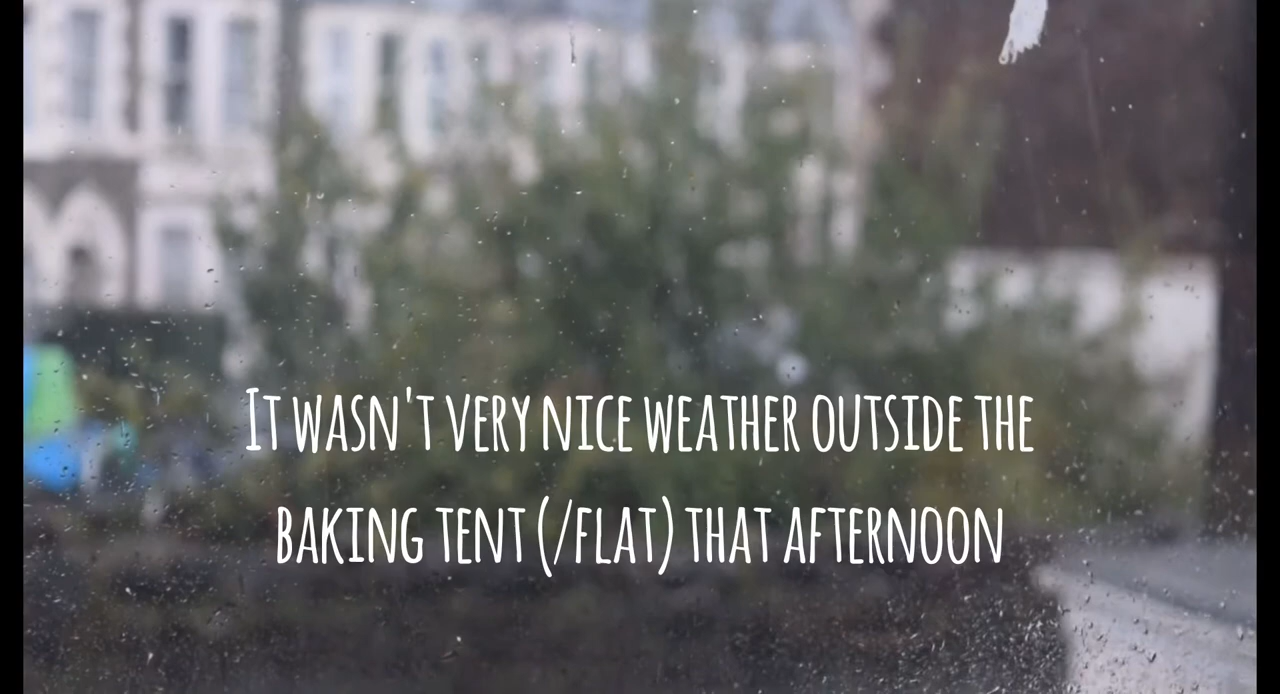 It wasn't very nice weather outside the
baking tent (/flat) that afternoon